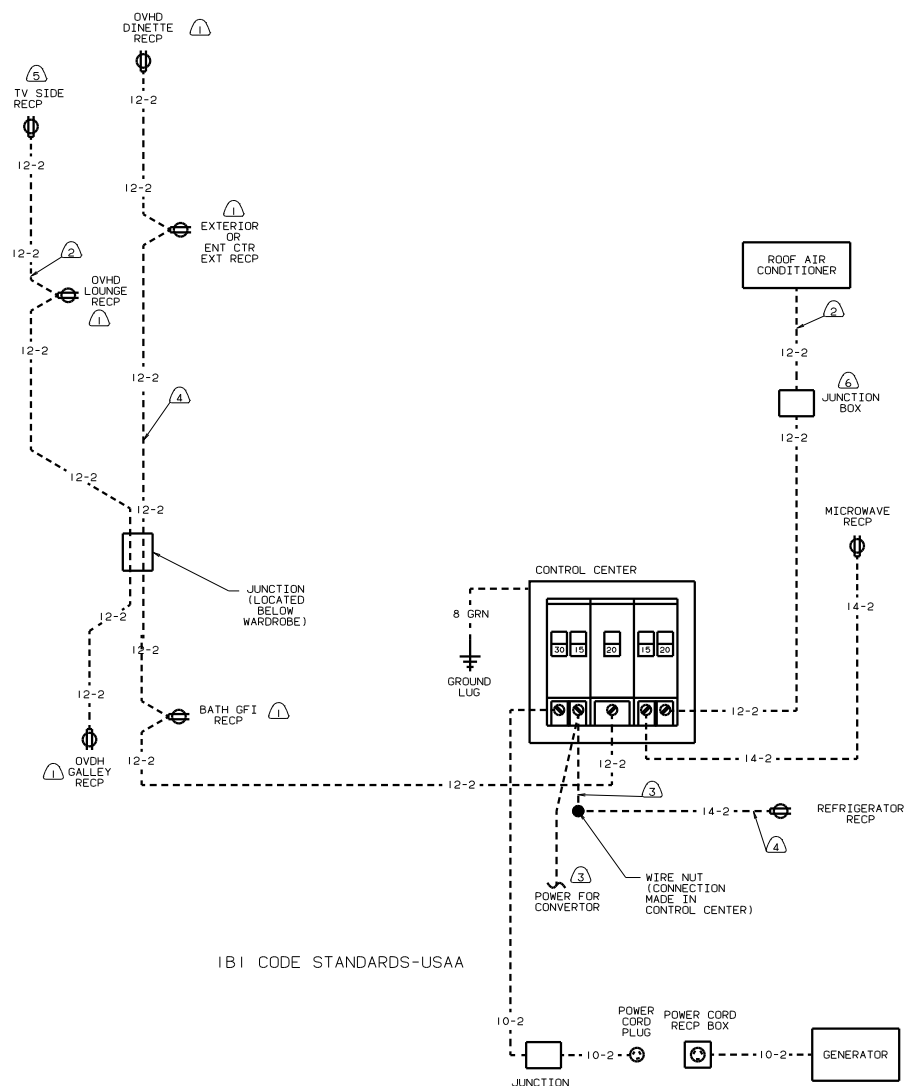 OVHD
DINETTE
RECP
1
5
TV SIDE
RECP
12-2
12-2
12-2
1
EXTERIOR
OR
ENT CTR
EXT RECP
12-2
2
OVHD
LOUNGE
RECP
1
ROOF AIR
CONDITIONER
2
12-2
12-2
12-2
4
6
JUNCTION
BOX
12-2
12-2
12-2
MICROWAVE
RECP
CONTROL CENTER
JUNCTION
(LOCATED
BELOW
WARDROBE)
8 GRN
GROUND
LUG
30
15
20
15
20
14-2
12-2
12-2
12-2
BATH GFI
RECP
1
12-2
1
OVDH
GALLEY
RECP
12-2
12-2
12-2
14-2
12-2
3
14-2
4
REFRIGERATOR
RECP
3
POWER FOR
CONVERTOR
WIRE NUT
(CONNECTION
MADE IN
CONTROL CENTER)
1B1 CODE STANDARDS-USAA
10-2
JUNCTION
10-2
POWER
CORD
PLUG
POWER CORD
RECP BOX
10-2
GENERATOR